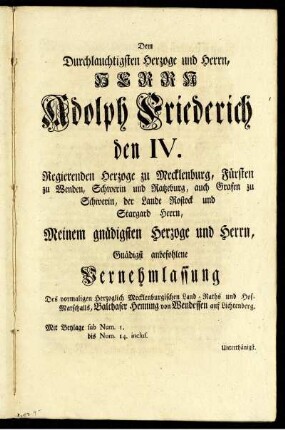 Dem
Durchlauchtigsten Herzoge und Herrn,
HERRN
Adolph Friederich
den IV.
Regierenden Herzoge zu Mecklenburg, Fürsten
zu Wenden, Schwerin und Ratzeburg, auch Grafen zu
Schwerin, der Lande Rostock und
Stargard Herrn,
Meinem gnädigsten Herzoge und Herrn,
Gnädigst anbefohlene
Vernehmlassung
Des vormaligen Herzoglich Mecklenburgischen Land-Raths und Hof-
Marschalls, Balthaser Henning von Wendessen auf Lichtenberg.
Mit Beylage sub Num. 1.
bis Num. 14. inclus.
Unterthänigst.